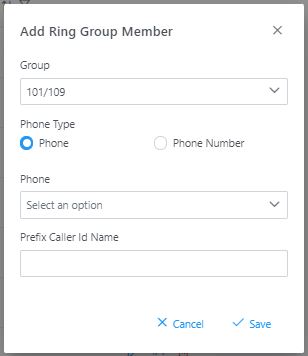 Add Ring Group Member
Group
101/109
Phone Type
Phone
Phone Number
Phone
Select an option
Prefix Caller Id Name
Cancel
Save